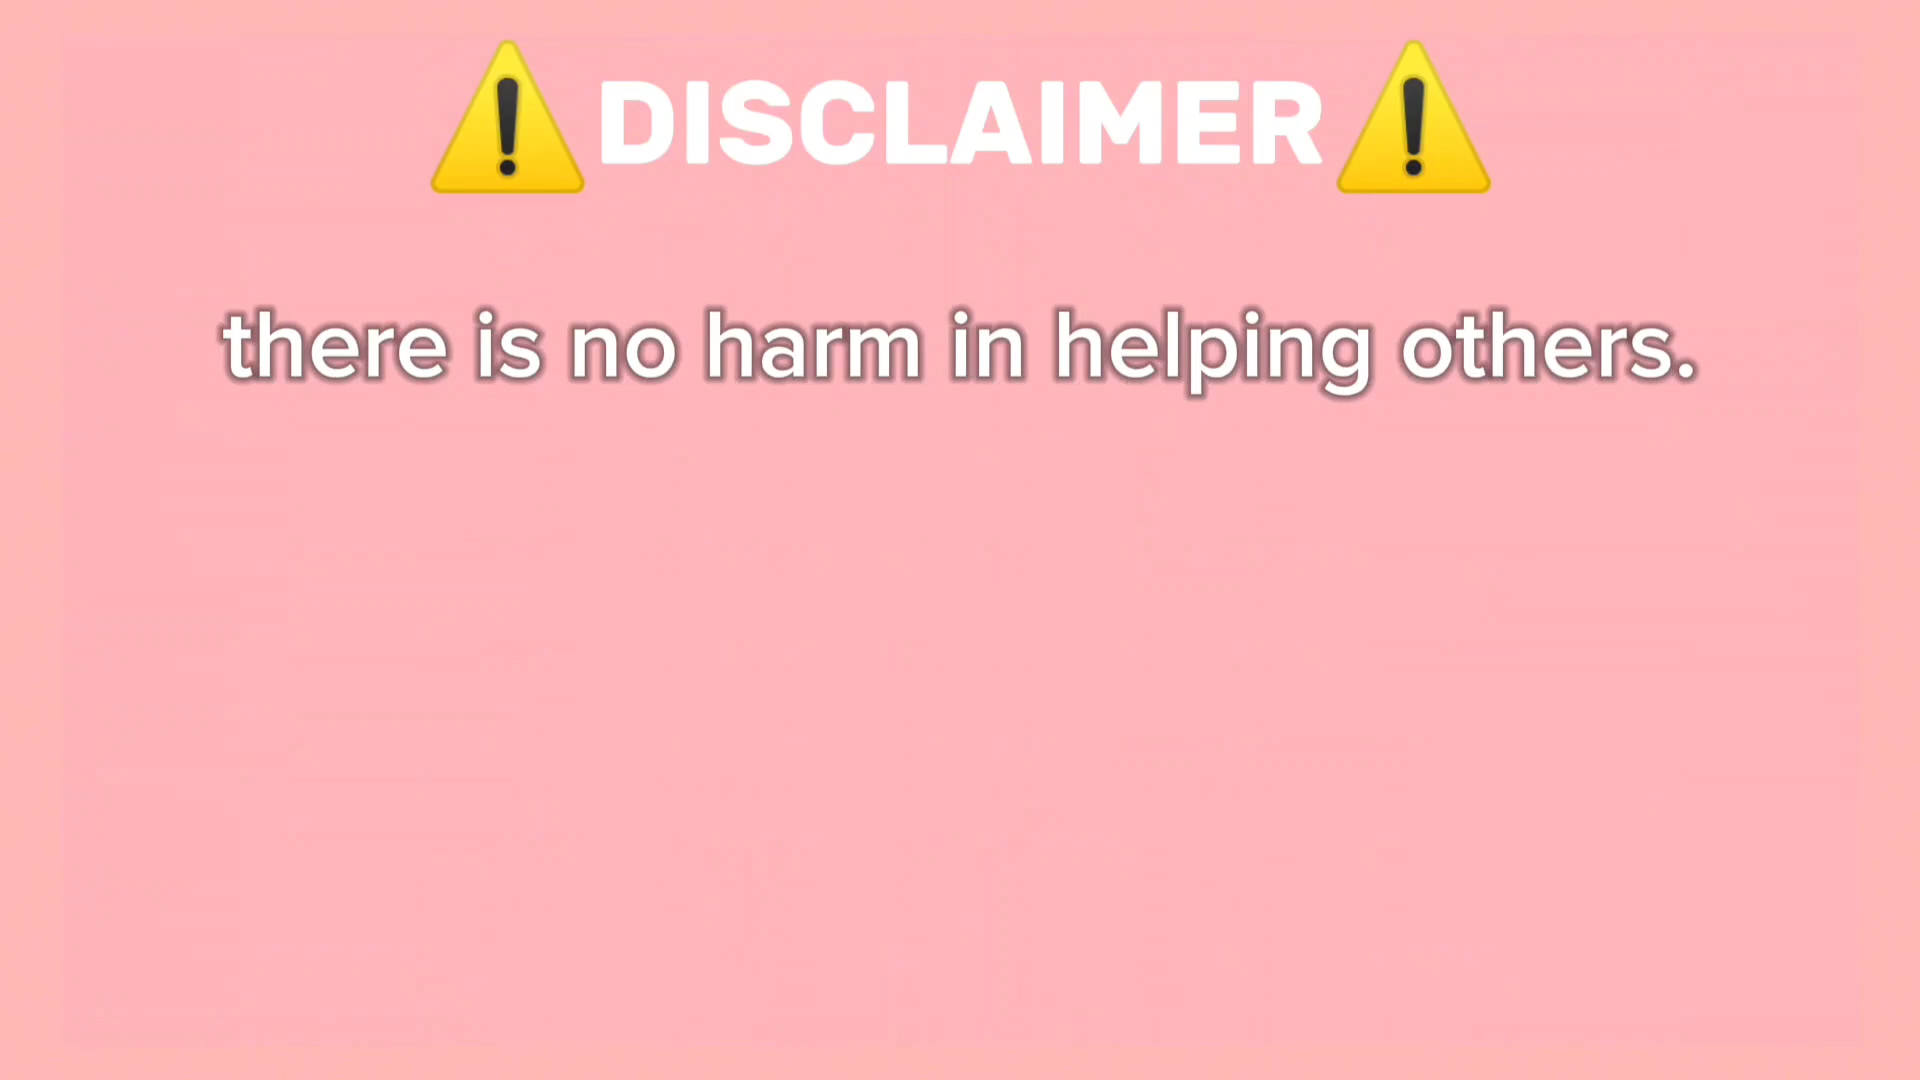 ⚠️DISCLAIMER⚠️
there is no harm in helping others.